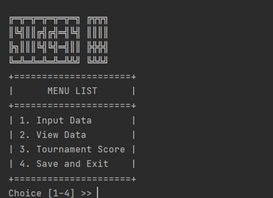 MENU LIST
1. Input Data
2. View Data
3. Tournament Score
4. Save and Exit
Choice [1-4] >>